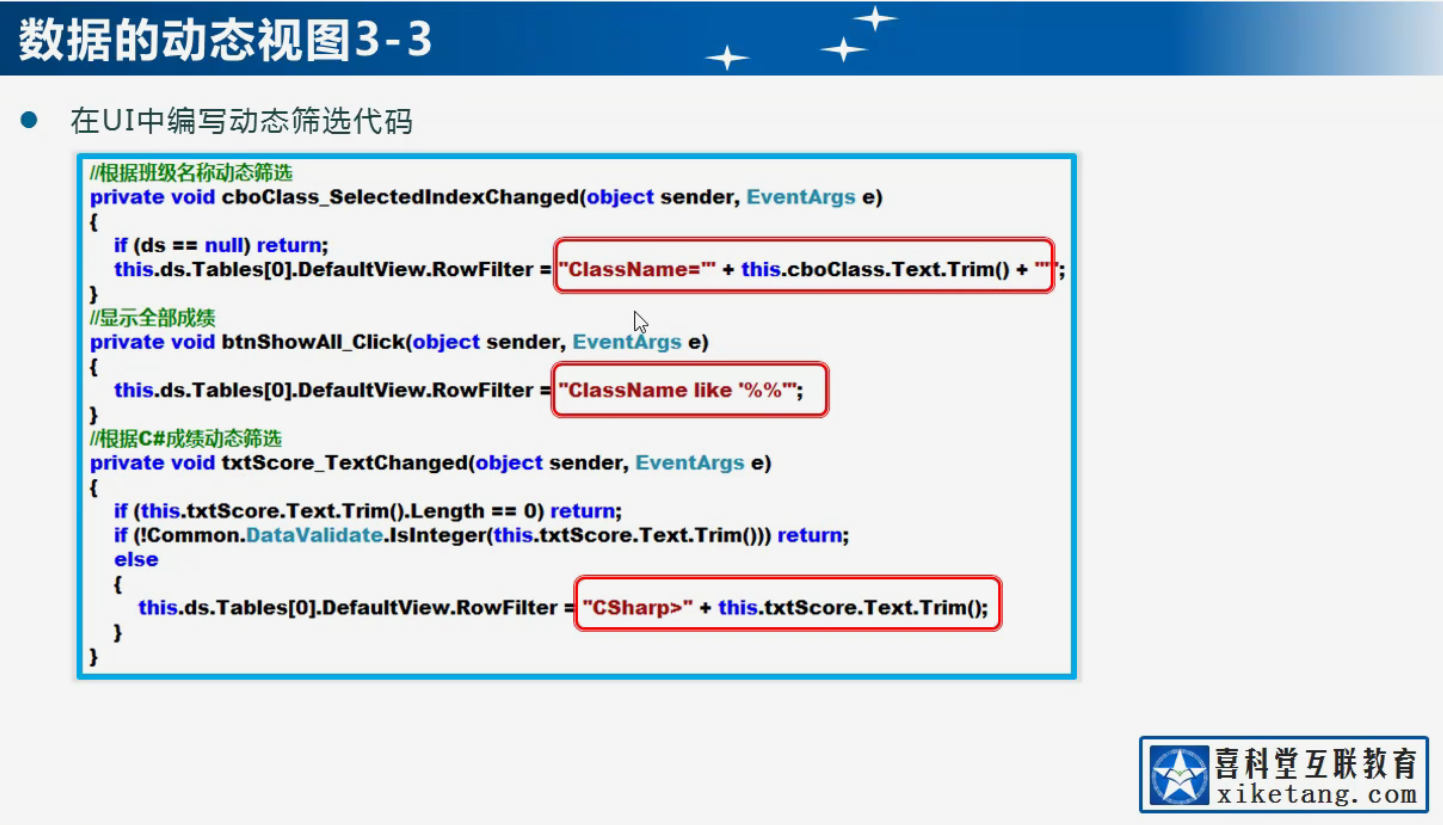 数据的动态视图3-3
在UI中编写动态筛选代码
//根据班级名称动态筛选
private void cboClass_SelectedIndexChanged(object sender, EventArgs e)
{
if (ds == null) return;
this.ds.Tables[0].DefaultView.RowFilter = "ClassName='" + this.cboClass.Text.Trim() + "'";
}
//显示全部成绩
private void btnShowAll_Click(object sender, EventArgs e)
{
this.ds.Tables[0].DefaultView.RowFilter = "ClassName like '%%'";
}
//根据C#成绩动态筛选
private void txtScore_TextChanged(object sender, EventArgs e)
{
if (this.txtScore.Text.Trim().Length == 0) return;
if (!Common.DataValidate.IsInteger(this.txtScore.Text.Trim())) return;
else
{
this.ds.Tables[0].DefaultView.RowFilter = "CSharp>" + this.txtScore.Text.Trim();
}
}
喜科堂互联教育
xiketang.com